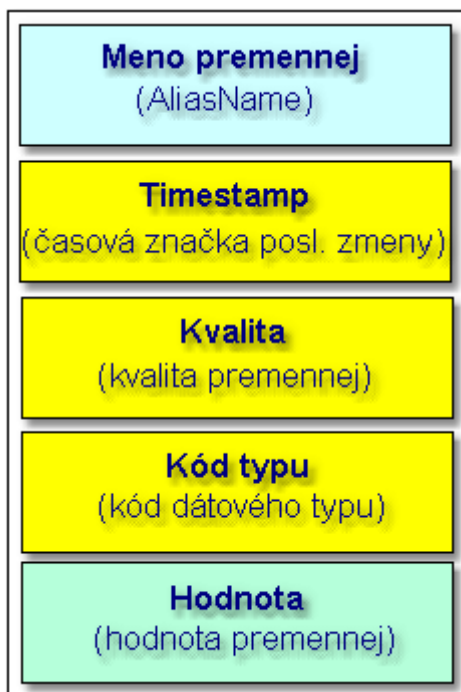 Meno premennej
(AliasName)
Timestamp
(časová značka posl. zmeny)
Kvalita
(kvalita premennej)
Kód typu
(kód dátového typu)
Hodnota
(hodnota premennej)